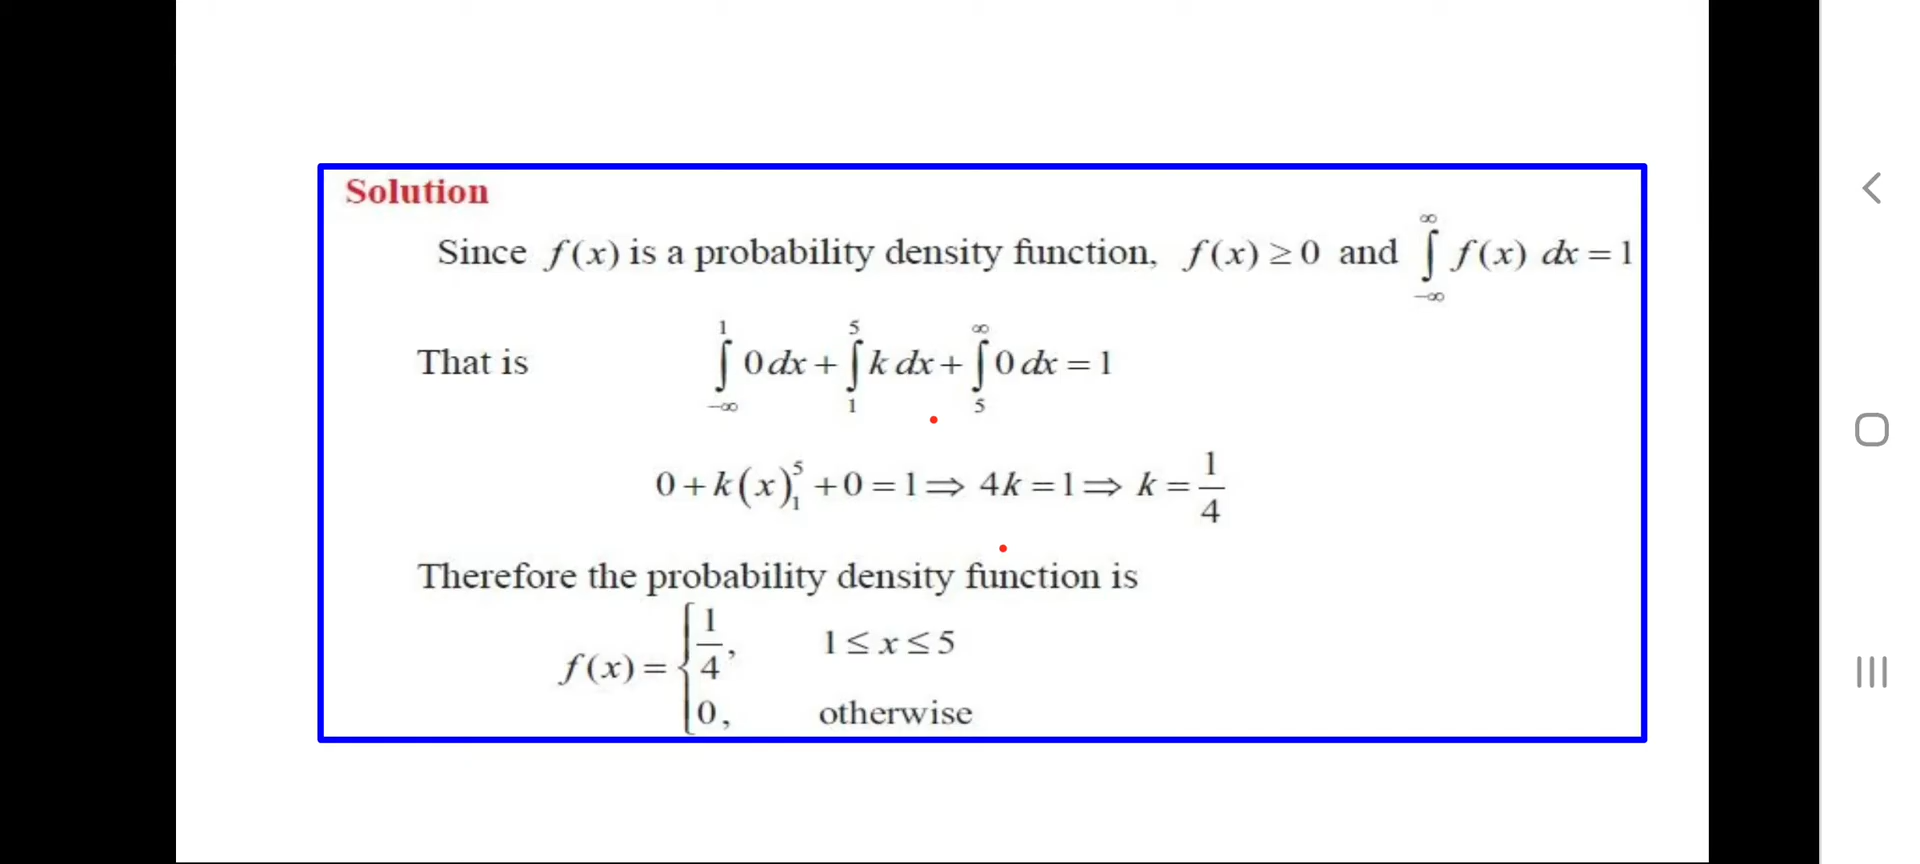 Solution
Since f(x) is a probability density function, f(x) ≥ 0 and ∫_{-∞}^{∞} f(x) dx = 1
That is ∫_{-∞}^{1} 0 dx + ∫_{1}^{5} k dx + ∫_{5}^{∞} 0 dx = 1
0 + k(x)_{1}^{5} + 0 = 1 ⇒ 4k = 1 ⇒ k = 1/4
Therefore the probability density function is
f(x) = { 1/4, 1 ≤ x ≤ 5
0, otherwise